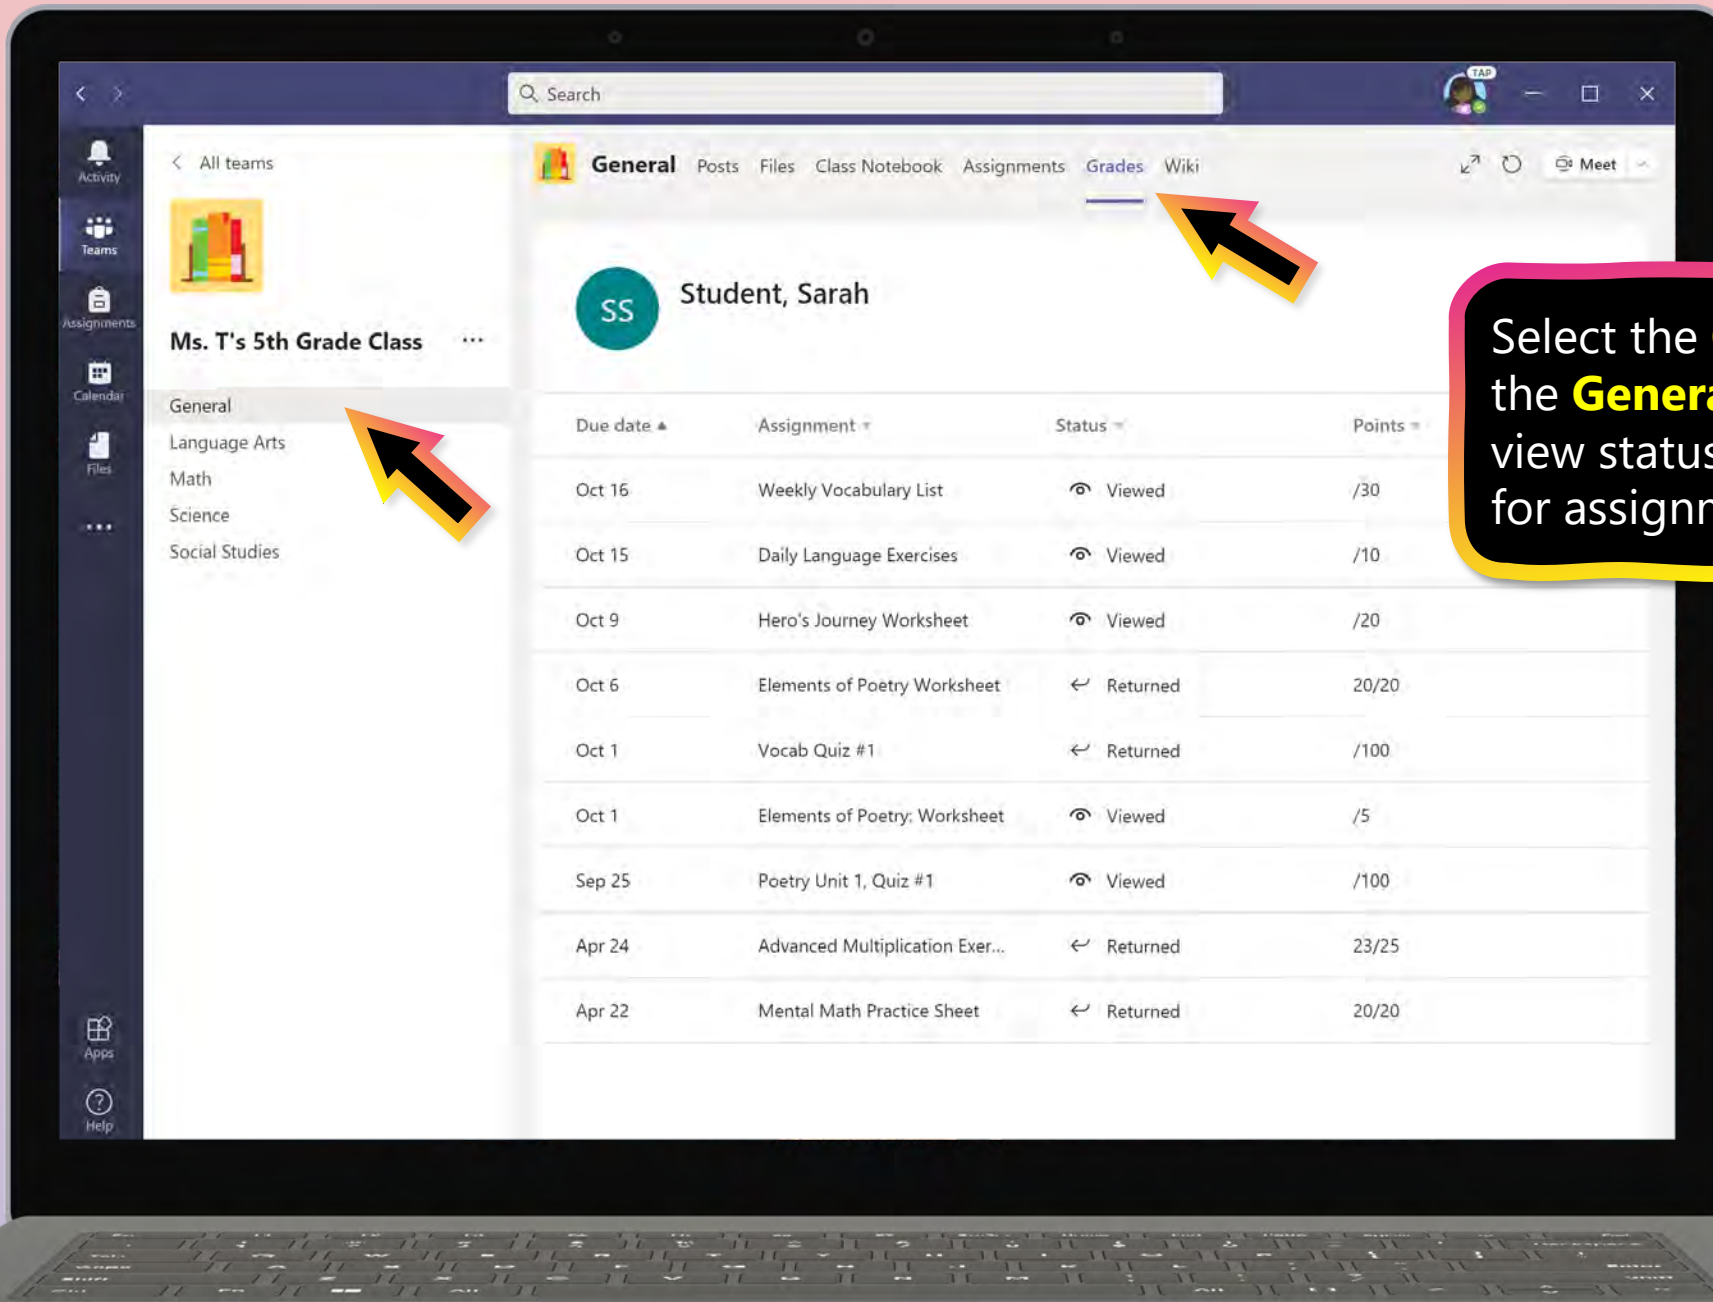 TAP
Search
Activity
Teams
Assignments
Calendar
Files
Apps
Help
All teams
Ms. T's 5th Grade Class
General
Language Arts
Math
Science
Social Studies
General Posts Files Class Notebook Assignments Grades Wiki
Meet
SS
Student, Sarah
Due date Assignment Status Points
Oct 16 Weekly Vocabulary List Viewed /30
Oct 15 Daily Language Exercises Viewed /10
Oct 9 Hero's Journey Worksheet Viewed /20
Oct 6 Elements of Poetry Worksheet Returned 20/20
Oct 1 Vocab Quiz #1 Returned /100
Oct 1 Elements of Poetry: Worksheet Viewed /5
Sep 25 Poetry Unit 1, Quiz #1 Viewed /100
Apr 24 Advanced Multiplication Exer... Returned 23/25
Apr 22 Mental Math Practice Sheet Returned 20/20
Select the
the Genera
view status
for assignm